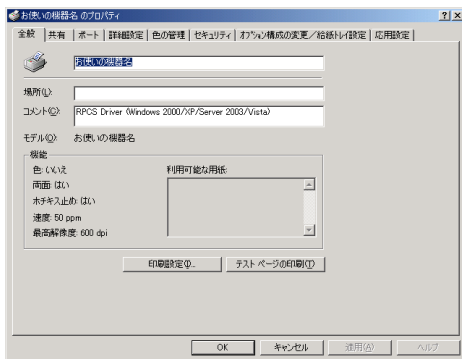 お使いの機器名 のプロパティ
全般 共有 ポート 詳細設定 色の管理 セキュリティ オプション構成の変更／給紙トレイ設定 応用設定
お使いの機器名
場所(L):
コメント(C): RPCS Driver (Windows 2000/XP/Server 2003/Vista)
モデル(O): お使いの機器名
機能
色: いいえ 利用可能な用紙:
両面: はい
ホチキス止め: はい
速度: 50 ppm
最高解像度: 600 dpi
印刷設定(I)... テスト ページの印刷(T)
OK キャンセル 適用(A) ヘルプ